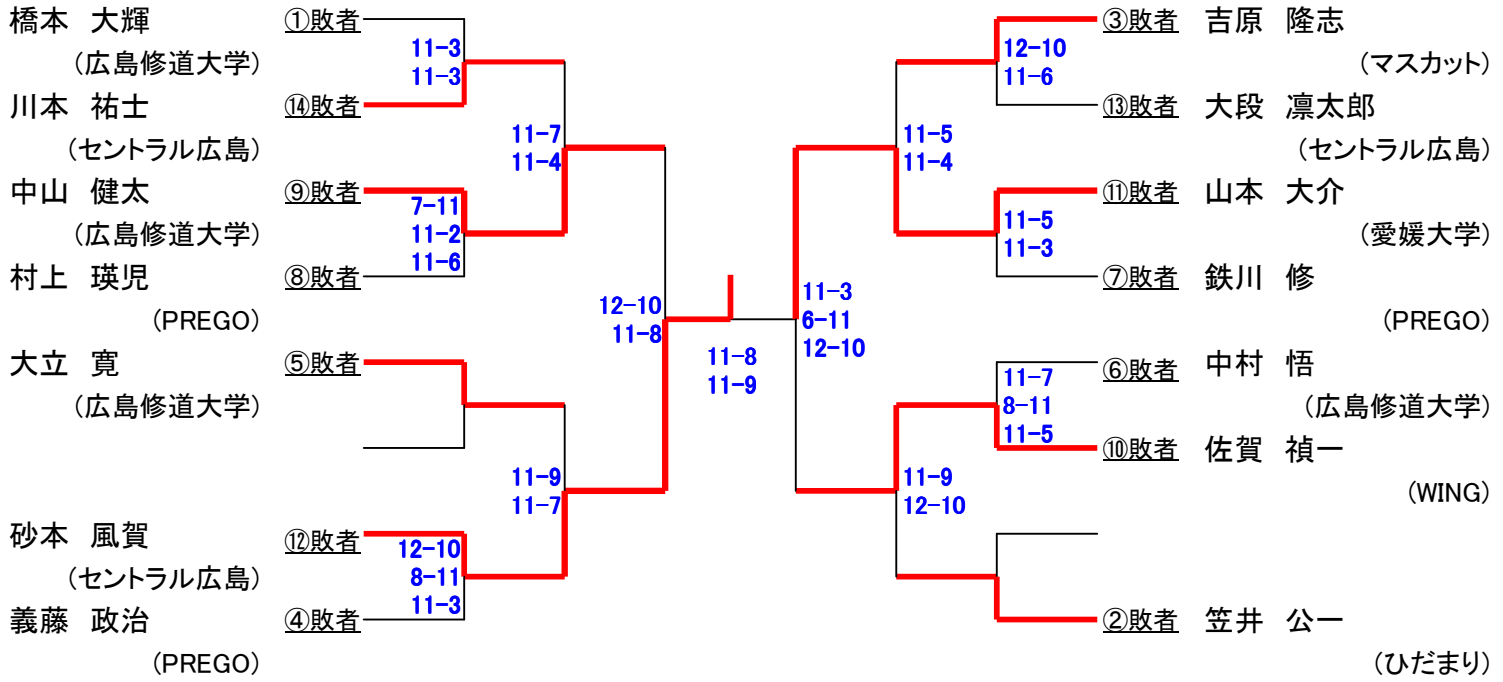 橋本 大輝 ①敗者
(広島修道大学)
川本 祐士 ⑭敗者
(セントラル広島)
中山 健太 ⑨敗者
(広島修道大学)
村上 瑛児 ⑧敗者
(PREGO)
大立 寛 ⑤敗者
(広島修道大学)
砂本 風賀 ⑫敗者
(セントラル広島)
義藤 政治 ④敗者
(PREGO)
11-3
11-3
7-11
11-2
11-6
12-10
8-11
11-3
11-7
11-4
11-9
11-7
12-10
11-8
11-8
11-9
11-3
6-11
12-10
11-5
11-4
11-9
12-10
12-10
11-6
11-5
11-3
11-7
8-11
11-5
③敗者 吉原 隆志
(マスカット)
⑬敗者 大段 凛太郎
(セントラル広島)
⑪敗者 山本 大介
(愛媛大学)
⑦敗者 鉄川 修
(PREGO)
⑥敗者 中村 悟
(広島修道大学)
⑩敗者 佐賀 禎一
(WING)
②敗者 笠井 公一
(ひだまり)